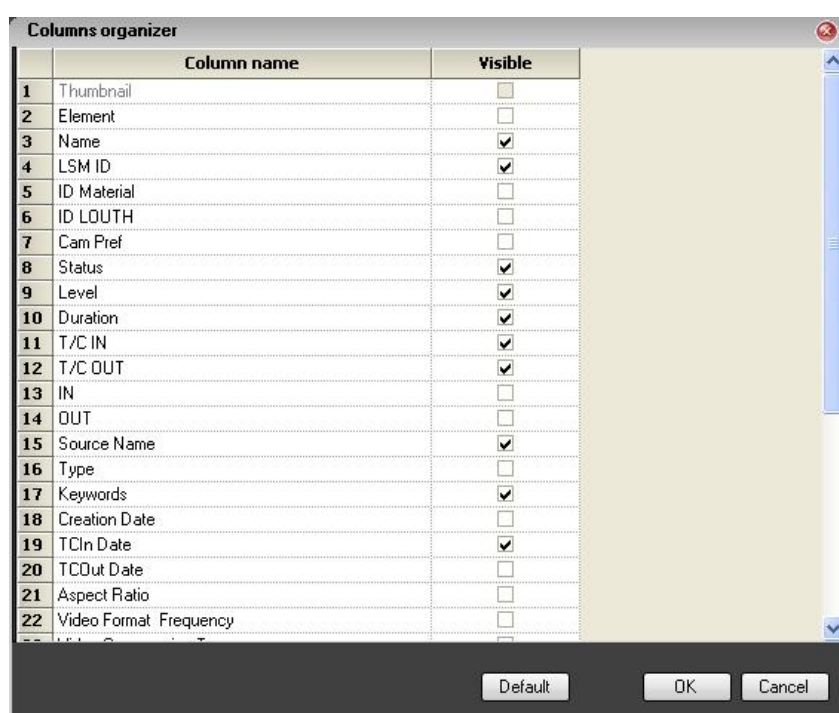 Columns organizer
Column name Visible
1 Thumbnail
2 Element
3 Name
4 LSM ID
5 ID Material
6 ID LOUTH
7 Cam Pref
8 Status
9 Level
10 Duration
11 T/C IN
12 T/C OUT
13 IN
14 OUT
15 Source Name
16 Type
17 Keywords
18 Creation Date
19 TCIn Date
20 TCOut Date
21 Aspect Ratio
22 Video Format Frequency
Default OK Cancel